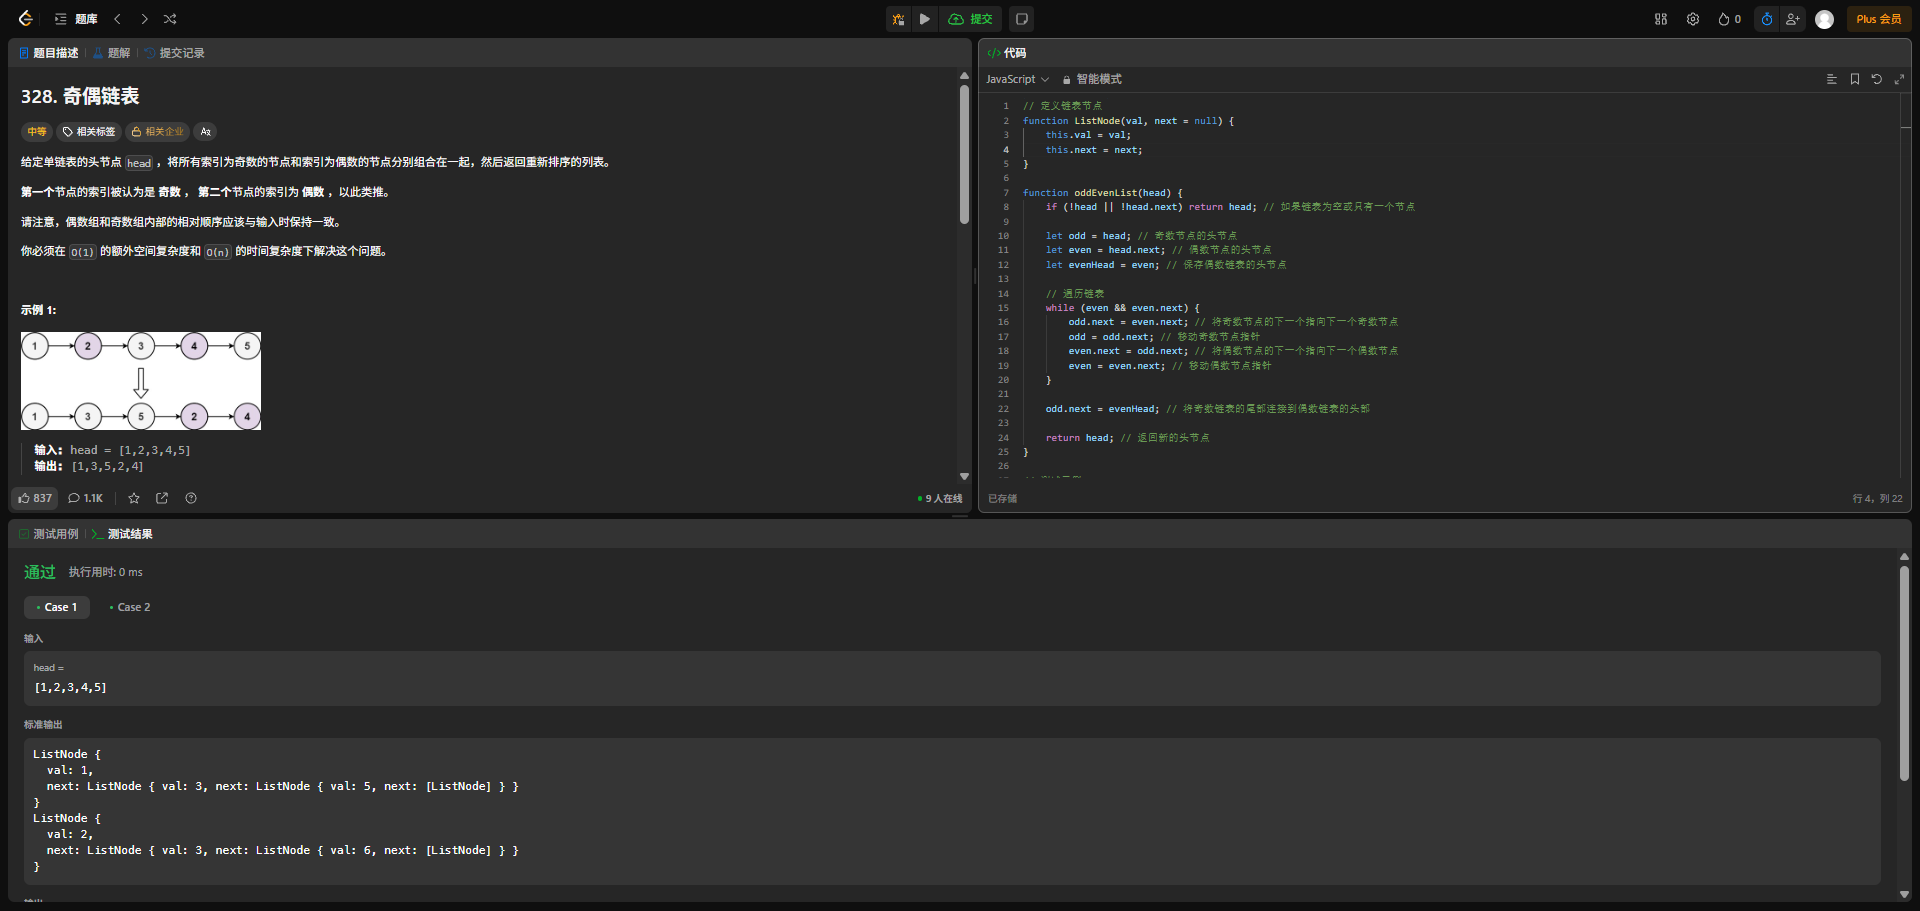 题库
提交
0
Plus 会员
题目描述
题解
提交记录
328. 奇偶链表
中等
相关标签
相关企业
给定单链表的头节点 head ，将所有索引为奇数的节点和索引为偶数的节点分别组合在一起，然后返回重新排序的列表。
第一个节点的索引被认为是 奇数 ， 第二个节点的索引为 偶数 ，以此类推。
请注意，偶数组和奇数组内部的相对顺序应该与输入时保持一致。
你必须在 O(1) 的额外空间复杂度和 O(n) 的时间复杂度下解决这个问题。
示例 1:
1 2 3 4 5
1 3 5 2 4
输入: head = [1,2,3,4,5]
输出: [1,3,5,2,4]
837
1.1K
9 人在线
</> 代码
JavaScript
智能模式
1 // 定义链表节点
2 function ListNode(val, next = null) {
3 this.val = val;
4 this.next = next;
5 }
6
7 function oddEvenList(head) {
8 if (!head || !head.next) return head; // 如果链表为空或只有一个节点
9
10 let odd = head; // 奇数节点的头节点
11 let even = head.next; // 偶数节点的头节点
12 let evenHead = even; // 保存偶数链表的头节点
13
14 // 遍历链表
15 while (even && even.next) {
16 odd.next = even.next; // 将奇数节点的下一个指向下一个奇数节点
17 odd = odd.next; // 移动奇数节点指针
18 even.next = odd.next; // 将偶数节点的下一个指向下一个偶数节点
19 even = even.next; // 移动偶数节点指针
20 }
21
22 odd.next = evenHead; // 将奇数链表的尾部连接到偶数链表的头部
23
24 return head; // 返回新的头节点
25 }
26
已存储
行 4，列 22
测试用例
测试结果
通过
执行用时: 0 ms
Case 1
Case 2
输入
head =
[1,2,3,4,5]
标准输出
ListNode {
val: 1,
next: ListNode { val: 3, next: ListNode { val: 5, next: [ListNode] } }
}
ListNode {
val: 2,
next: ListNode { val: 3, next: ListNode { val: 6, next: [ListNode] } }
}